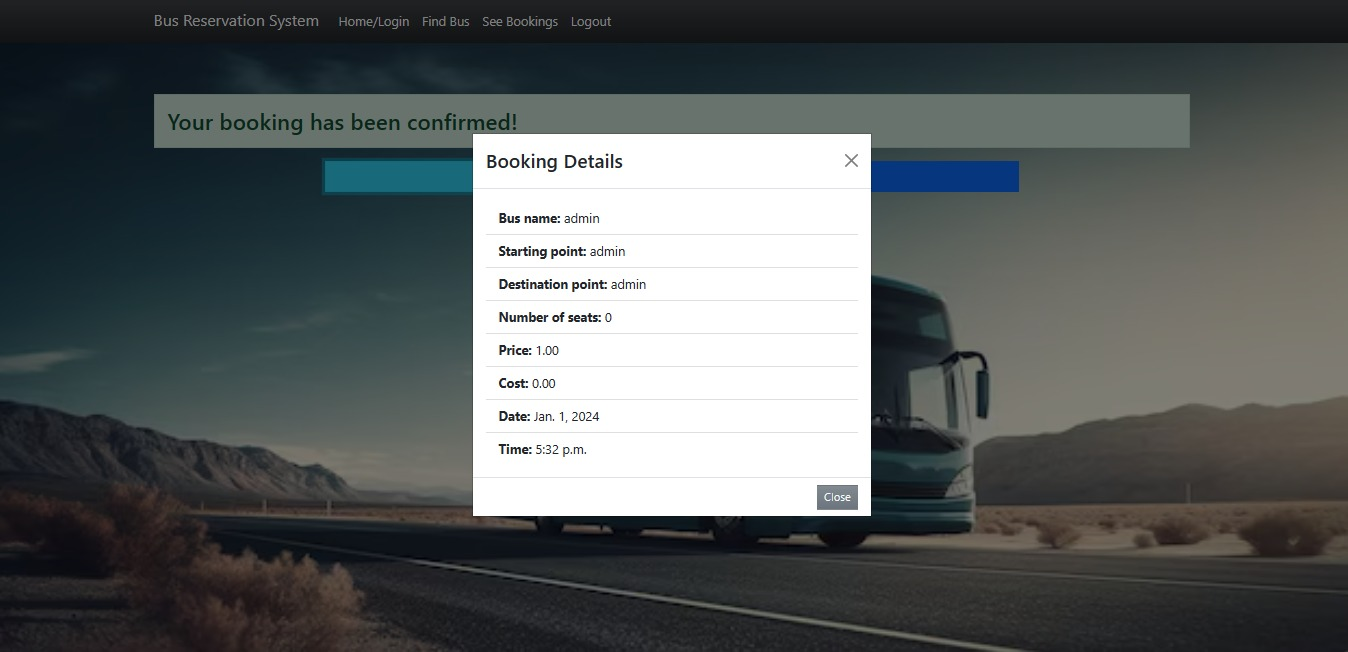 Bus Reservation System Home/Login Find Bus See Bookings Logout
Your booking has been confirmed!
Booking Details
Bus name: admin
Starting point: admin
Destination point: admin
Number of seats: 0
Price: 1.00
Cost: 0.00
Date: Jan. 1, 2024
Time: 5:32 p.m.
Close